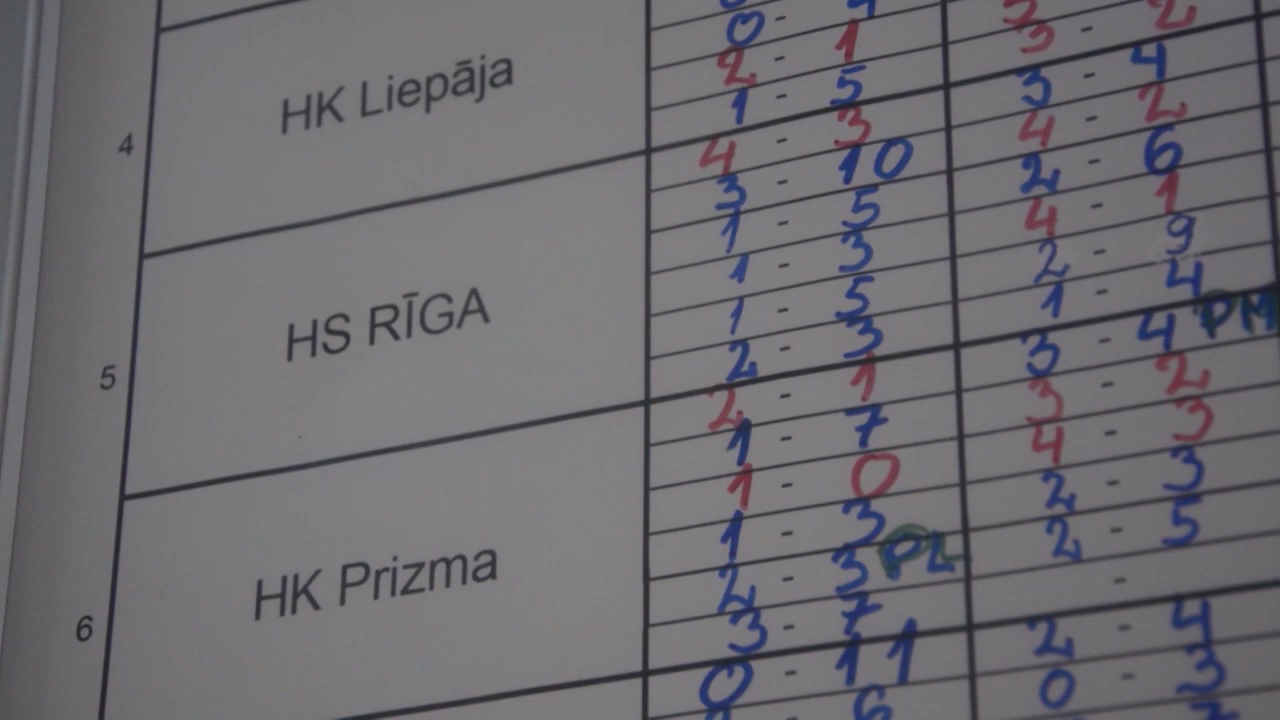 4 HK Liepāja
5 HS RĪGA
6 HK Prizma
0 - 4
2 - 1
1 - 5
4 - 3
3 - 10
1 - 5
1 - 3
1 - 5
2 - 3
2 - 1
1 - 7
1 - 0
1 - 3
2 - 3 PL
3 - 7
0 - 11
6
3 - 2
3 - 4
4 - 2
2 - 6
4 - 1
2 - 9
1 - 4
3 - 4 PM
3 - 2
4 - 3
2 - 3
2 - 5
-
2 - 4
0 - 3